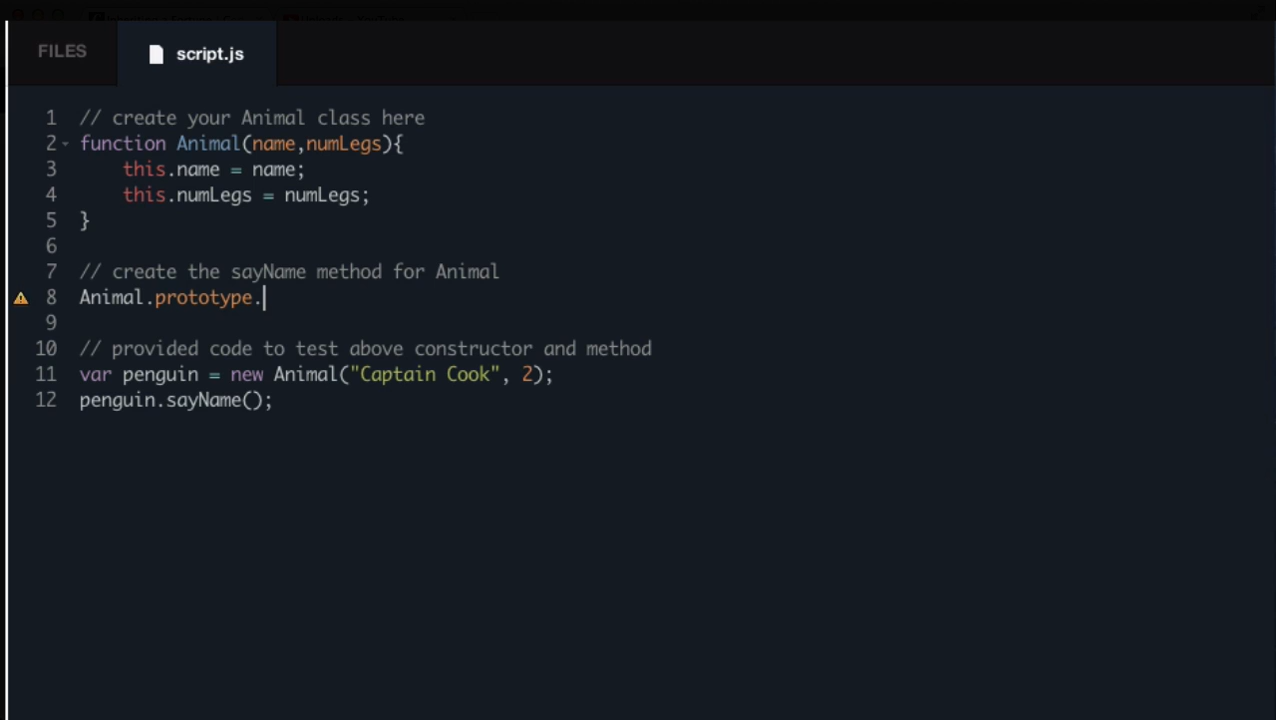 FILES
script.js
1 // create your Animal class here
2 function Animal(name,numLegs){
3 this.name = name;
4 this.numLegs = numLegs;
5 }
6
7 // create the sayName method for Animal
8 Animal.prototype.
9
10 // provided code to test above constructor and method
11 var penguin = new Animal("Captain Cook", 2);
12 penguin.sayName();